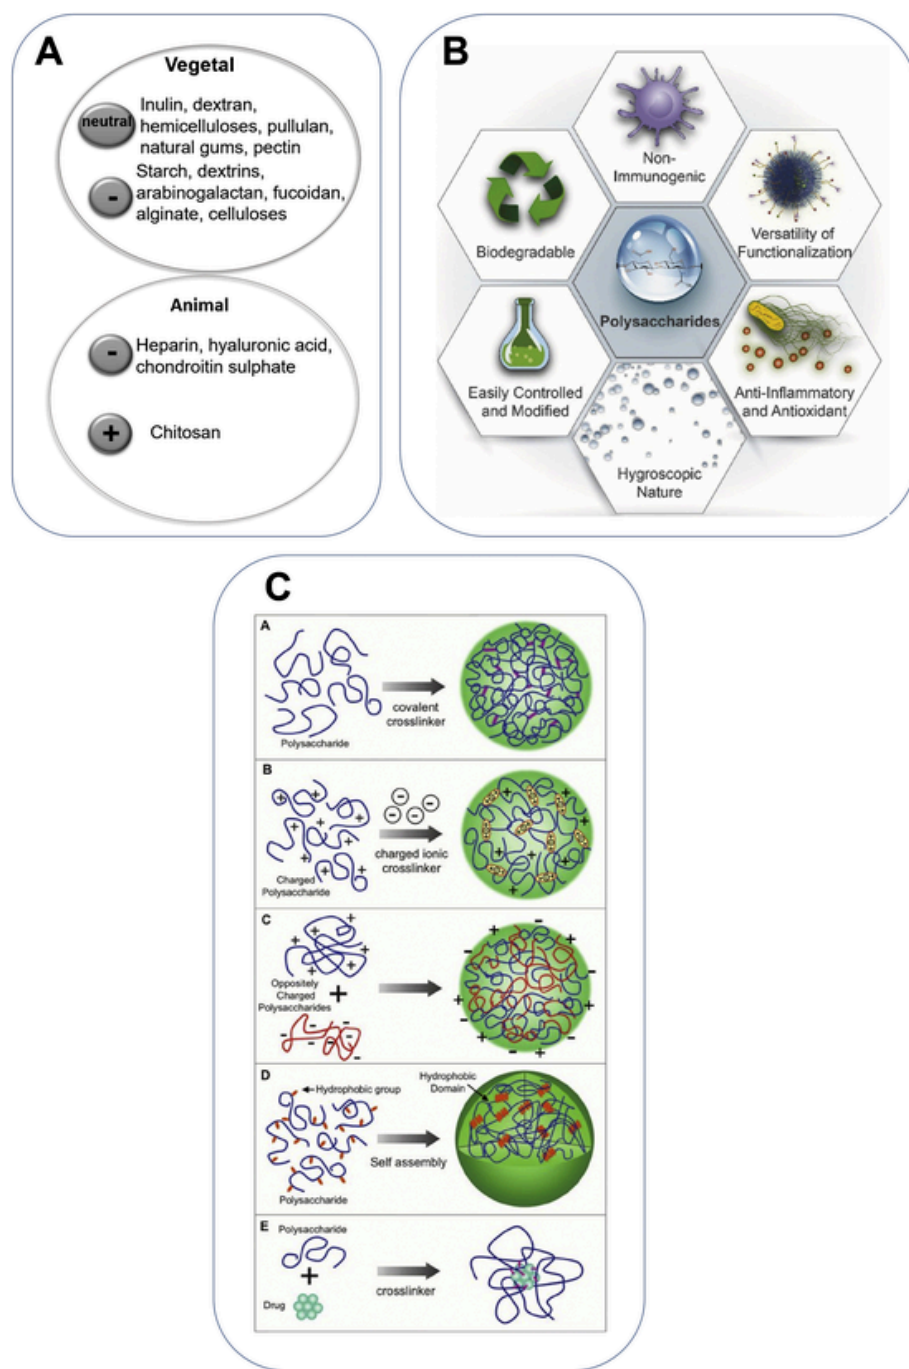 A
Vegetal
neutral
Inulin, dextran,
hemicelluloses, pullulan,
natural gums, pectin
-
Starch, dextrins,
arabinogalactan, fucoidan,
alginate, celluloses
Animal
-
Heparin, hyaluronic acid,
chondroitin sulphate
+
Chitosan
B
Non-
Immunogenic
Biodegradable
Versatility of
Functionalization
Polysaccharides
Easily Controlled
and Modified
Anti-Inflammatory
and Antioxidant
Hygroscopic
Nature
C
A
Polysaccharide
covalent
crosslinker
B
Charged
Polysaccharide
charged ionic
crosslinker
C
Oppositely
Charged
Polysaccharides
+
D
Hydrophobic group
Polysaccharide
Self assembly
Hydrophobic
Domain
E
Polysaccharide
+
Drug
crosslinker